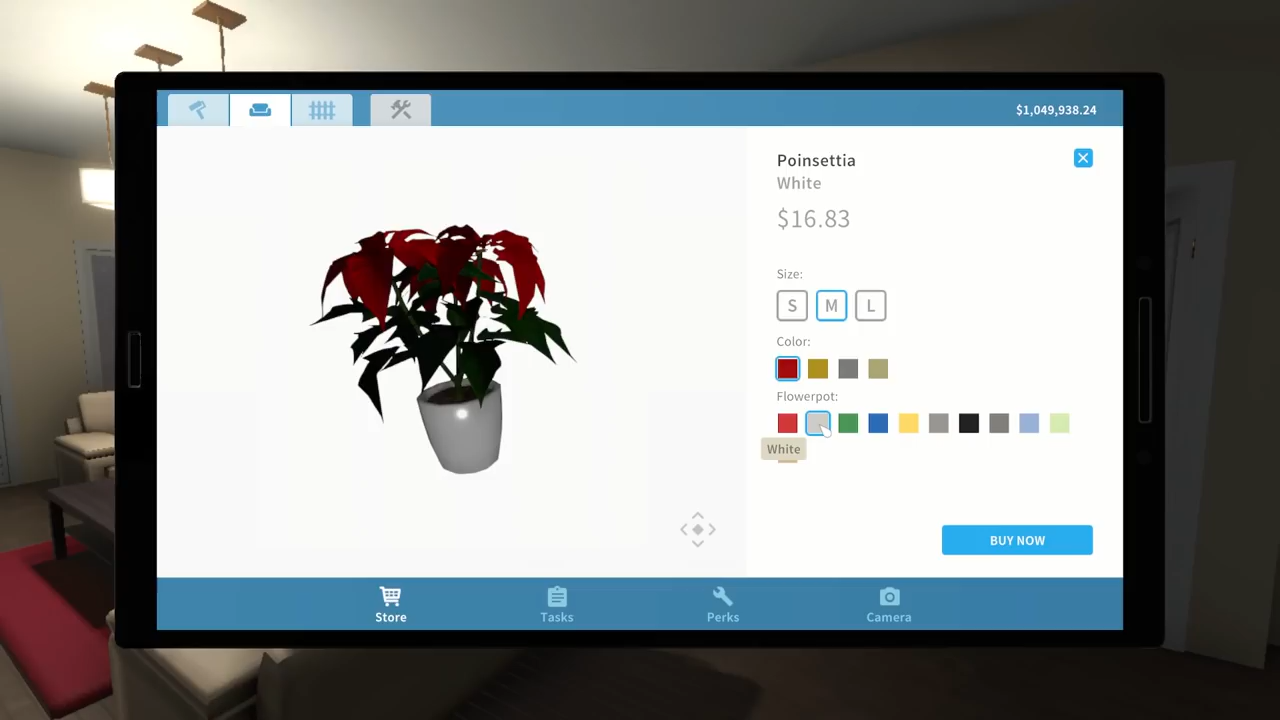 $1,049,938.24
Poinsettia
White
$16.83
Size:
S M L
Color:
Flowerpot:
White
BUY NOW
Store Tasks Perks Camera